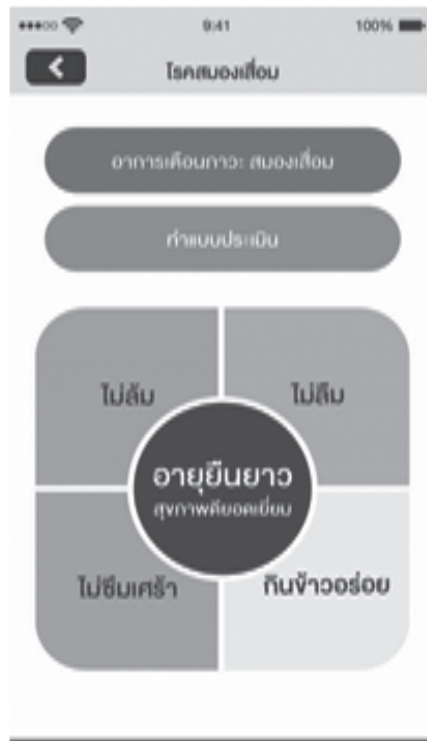 9:41
100%
โรคสมองเสื่อม
อาการเตือนภาวะ สมองเสื่อม
ทำแบบประเมิน
ไม่ล้ม
ไม่ลืม
อายุยืนยาว
สุขภาพดียอดเยี่ยม
ไม่ซึมเศร้า
กินข้าวอร่อย